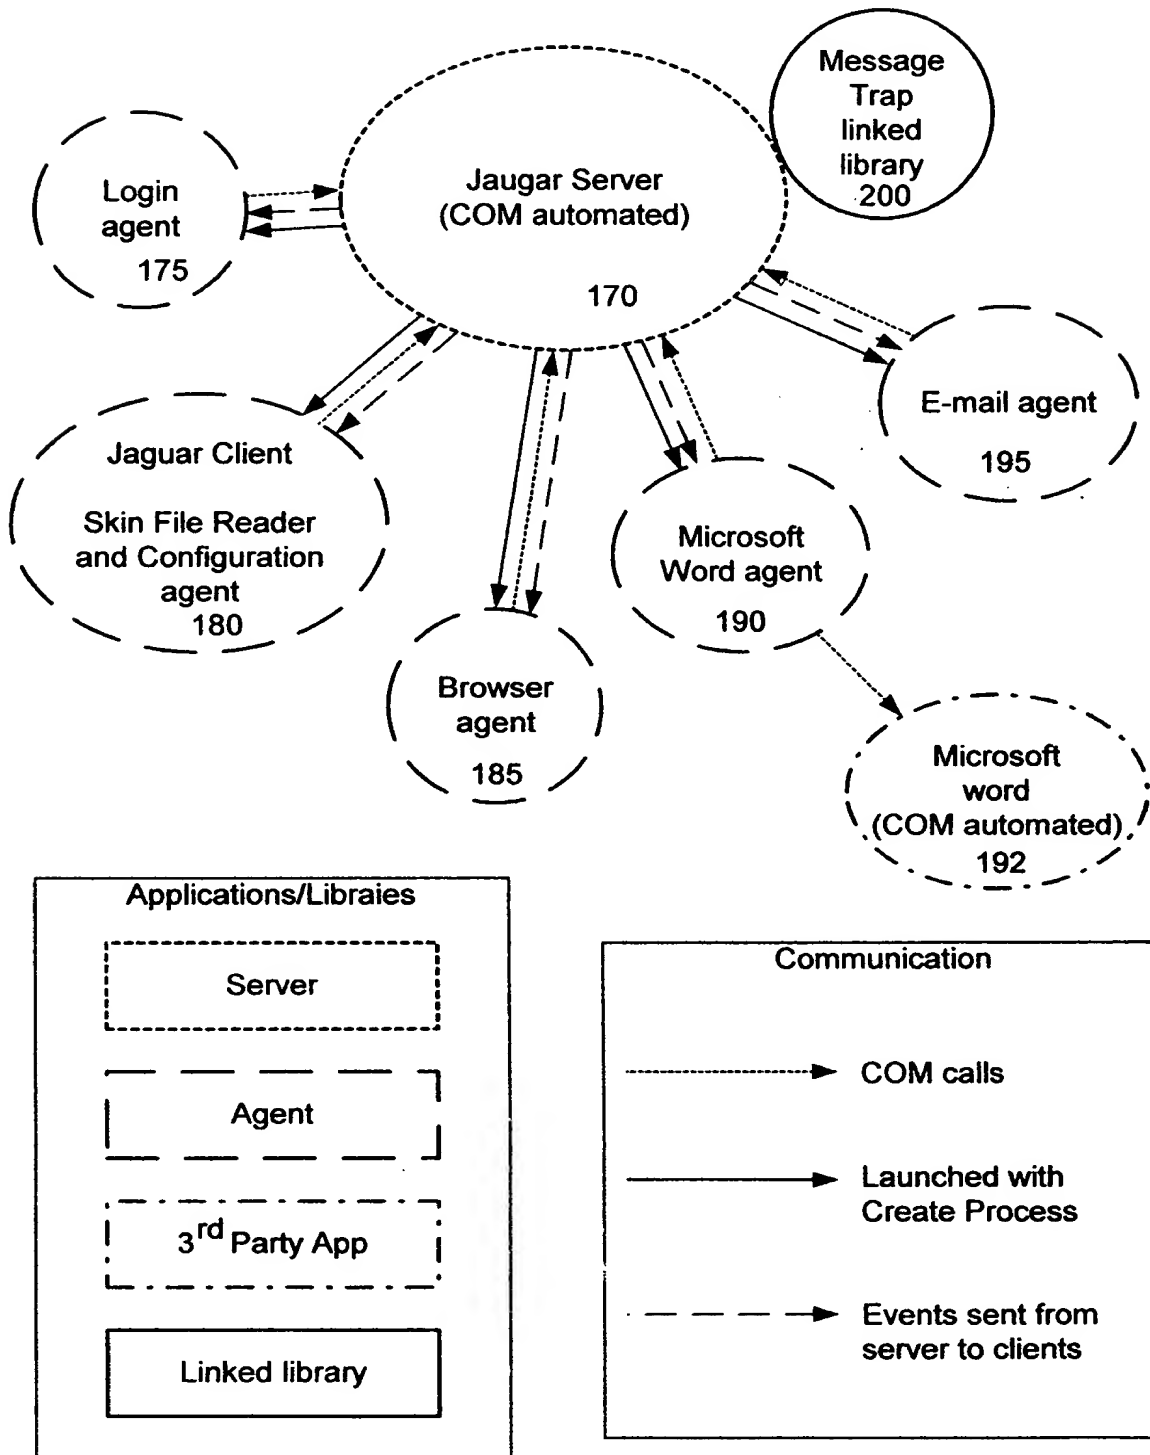 Message
Trap
linked
library
200
Jaugar Server
(COM automated)
170
Login
agent
175
E-mail agent
195
Jaguar Client
Skin File Reader
and Configuration
agent
180
Microsoft
Word agent
190
Browser
agent
185
Microsoft
word
(COM automated)
192
Applications/Libraies
Server
Agent
3rd Party App
Linked library
Communication
COM calls
Launched with
Create Process
Events sent from
server to clients